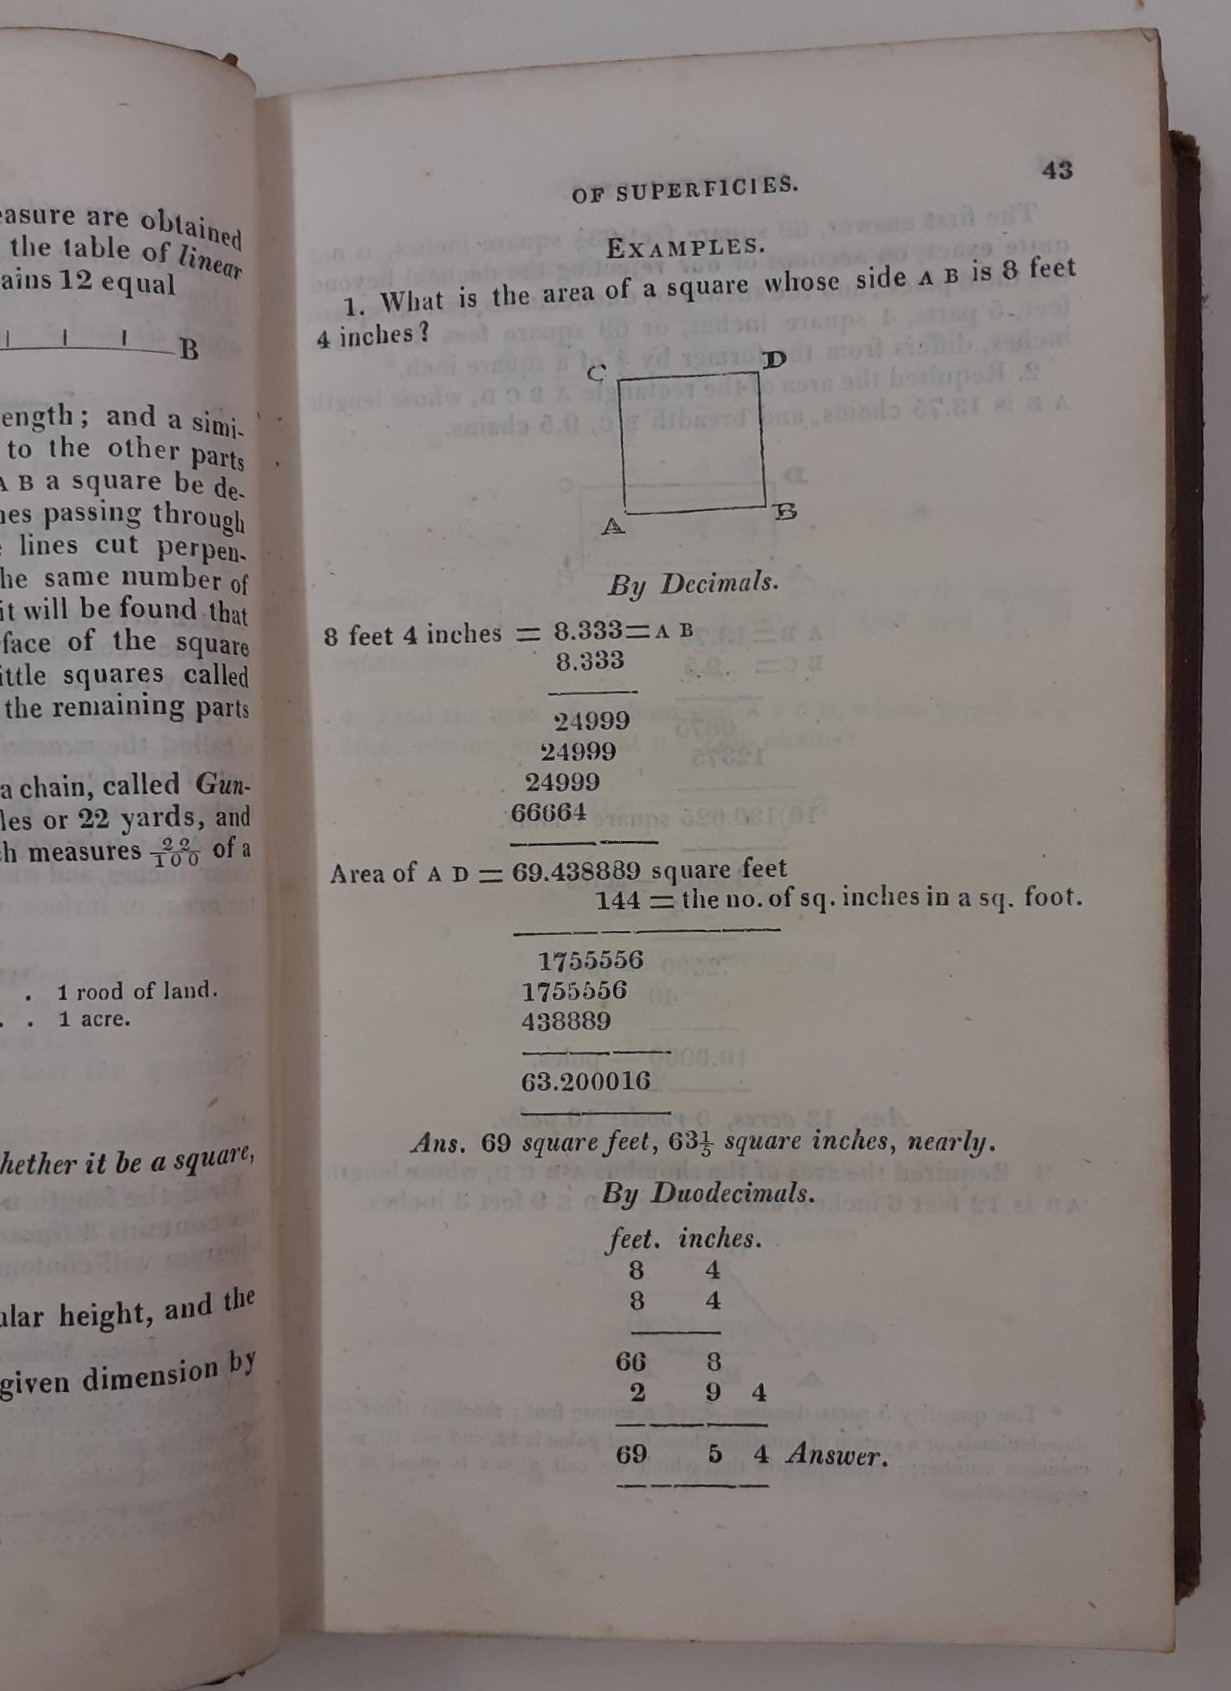 easure are obtained
the table of linear
ains 12 equal
B
ength; and a simi-
to the other parts
A B a square be de-
nes passing through
lines cut perpen-
he same number of
it will be found that
face of the square
ittle squares called
the remaining parts
a chain, called Gun-
les or 22 yards, and
h measures 22/100 of a
. 1 rood of land.
. . 1 acre.
hether it be a square,
ular height, and the
given dimension by
43
OF SUPERFICIES.
EXAMPLES.
1. What is the area of a square whose side A B is 8 feet
4 inches?
C D
A B
By Decimals.
8 feet 4 inches = 8.333=A B
8.333
24999
24999
24999
66664
Area of A D = 69.438889 square feet
144 = the no. of sq. inches in a sq. foot.
1755556
1755556
438889
63.200016
Ans. 69 square feet, 63⅕ square inches, nearly.
By Duodecimals.
feet. inches.
8 4
8 4
66 8
2 9 4
69 5 4 Answer.